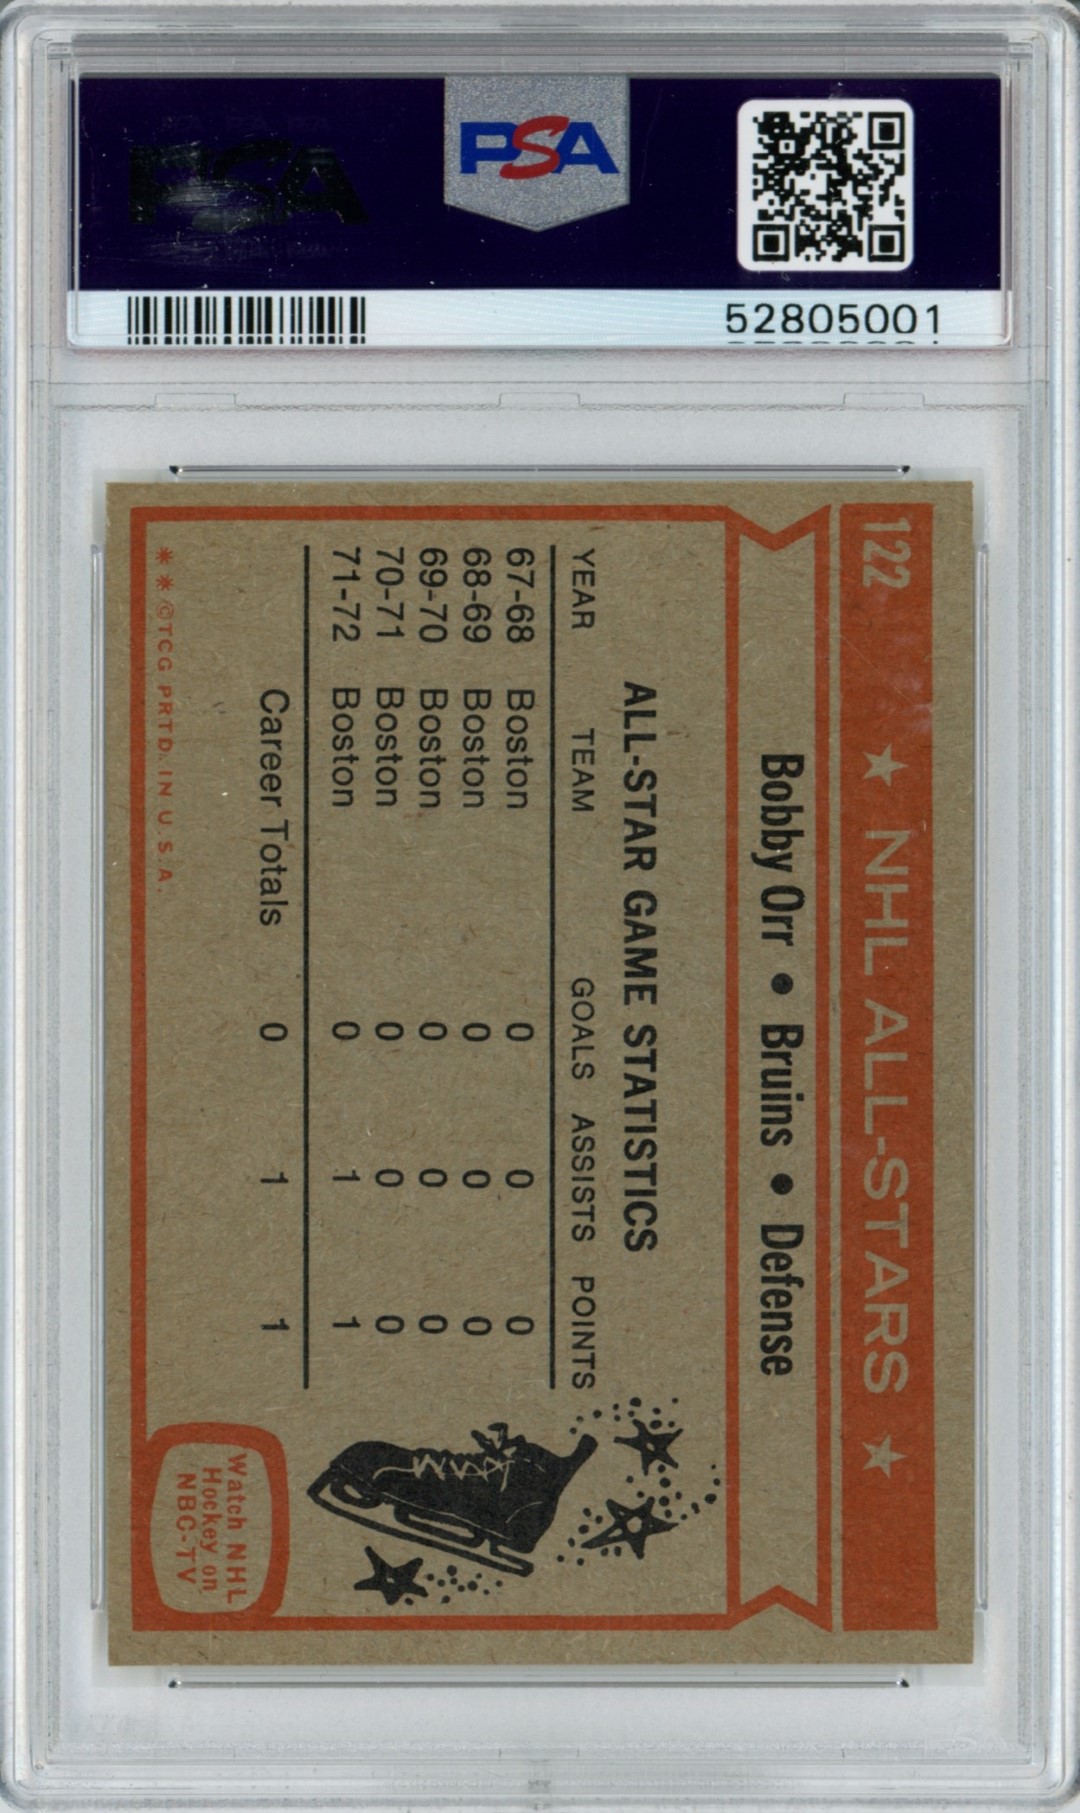 PSA
PSA
52805001
122 ★ NHL ALL-STARS ★
Bobby Orr • Bruins • Defense
ALL-STAR GAME STATISTICS
YEAR TEAM GOALS ASSISTS POINTS
67-68 Boston 0 0 0
68-69 Boston 0 0 0
69-70 Boston 0 0 0
70-71 Boston 0 0 0
71-72 Boston 0 1 1
Career Totals 0 1 1
Watch NHL
Hockey on
NBC-TV
**©TCG PRTD. IN U.S.A.